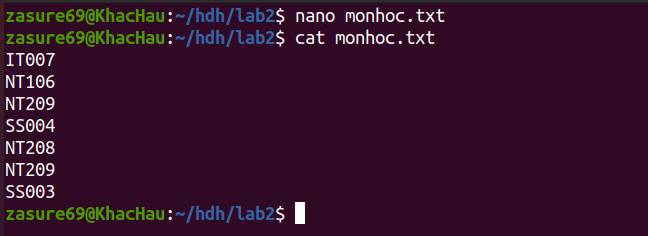 zasure69@KhacHau:~/hdh/lab2$ nano monhoc.txt
zasure69@KhacHau:~/hdh/lab2$ cat monhoc.txt
IT007
NT106
NT209
SS004
NT208
NT209
SS003
zasure69@KhacHau:~/hdh/lab2$